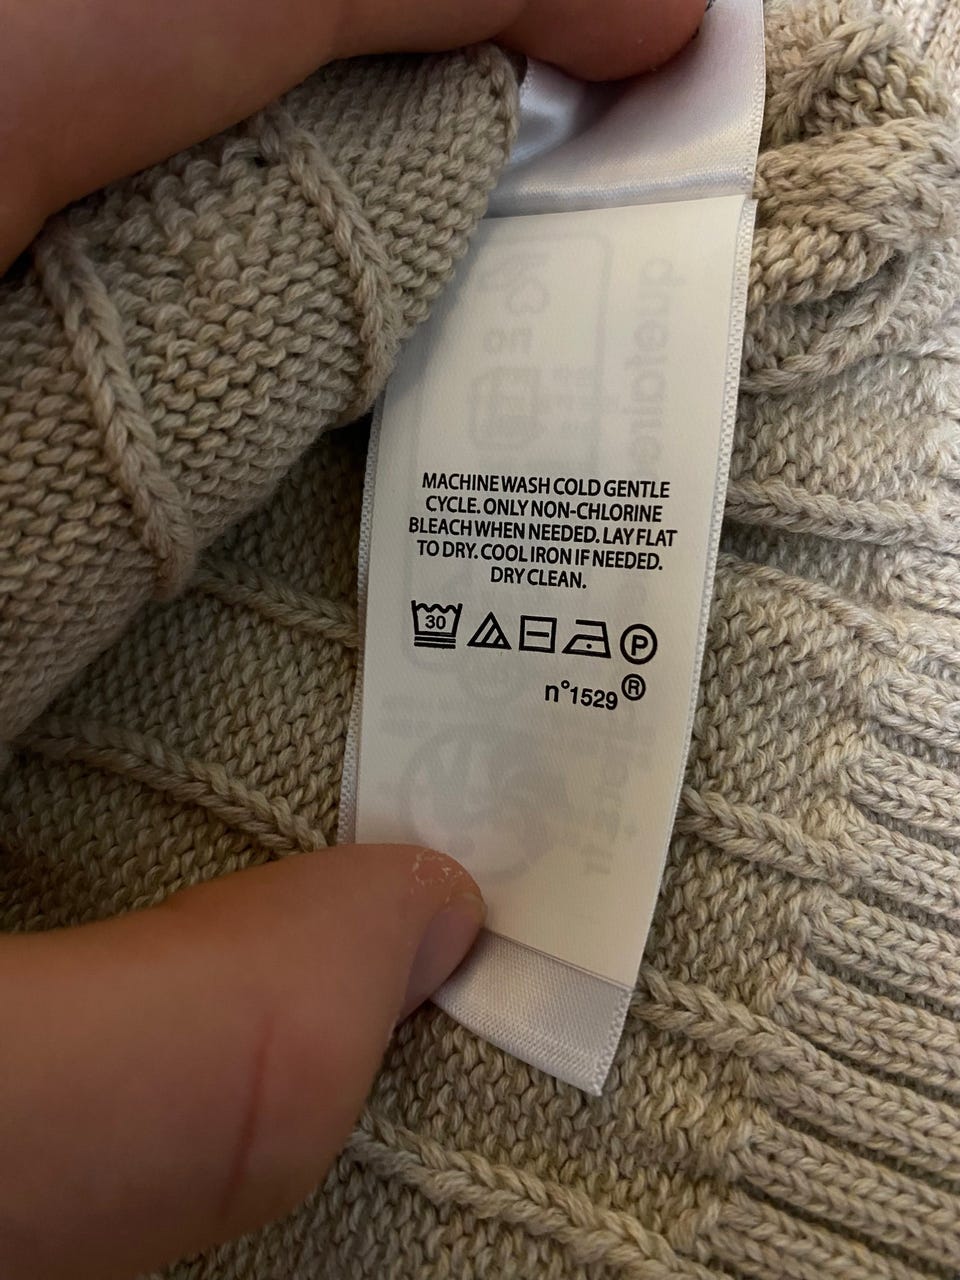 MACHINE WASH COLD GENTLE
CYCLE. ONLY NON-CHLORINE
BLEACH WHEN NEEDED. LAY FLAT
TO DRY. COOL IRON IF NEEDED.
DRY CLEAN.
30 P
n°1529®